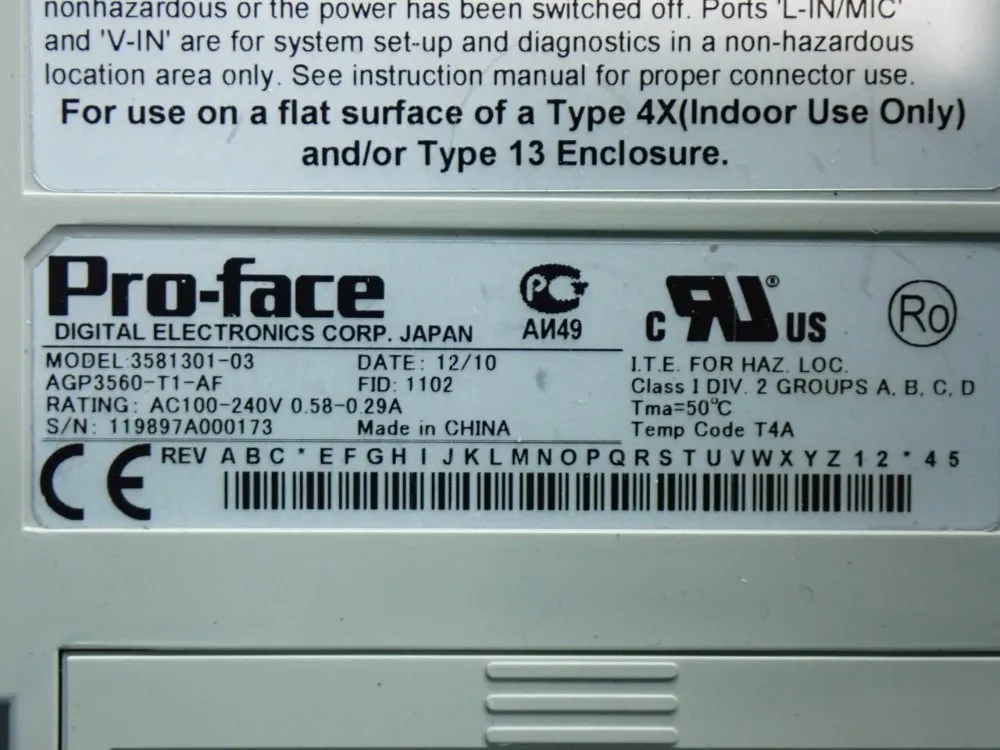 nonhazardous or the power has been switched off. Ports 'L-IN/MIC'
and 'V-IN' are for system set-up and diagnostics in a non-hazardous
location area only. See instruction manual for proper connector use.
For use on a flat surface of a Type 4X(Indoor Use Only)
and/or Type 13 Enclosure.
Pro-face
DIGITAL ELECTRONICS CORP. JAPAN
PG
АИ49
C RU ® US
Ro
MODEL:3581301-03 DATE: 12/10
AGP3560-T1-AF FID: 1102
RATING: AC100-240V 0.58-0.29A
S/N: 119897A000173 Made in CHINA
I.T.E. FOR HAZ. LOC.
Class I DIV. 2 GROUPS A, B, C, D
Tma=50°C
Temp Code T4A
CE
REV A B C * E F G H I J K L M N O P Q R S T U V W X Y Z 1 2 * 4 5